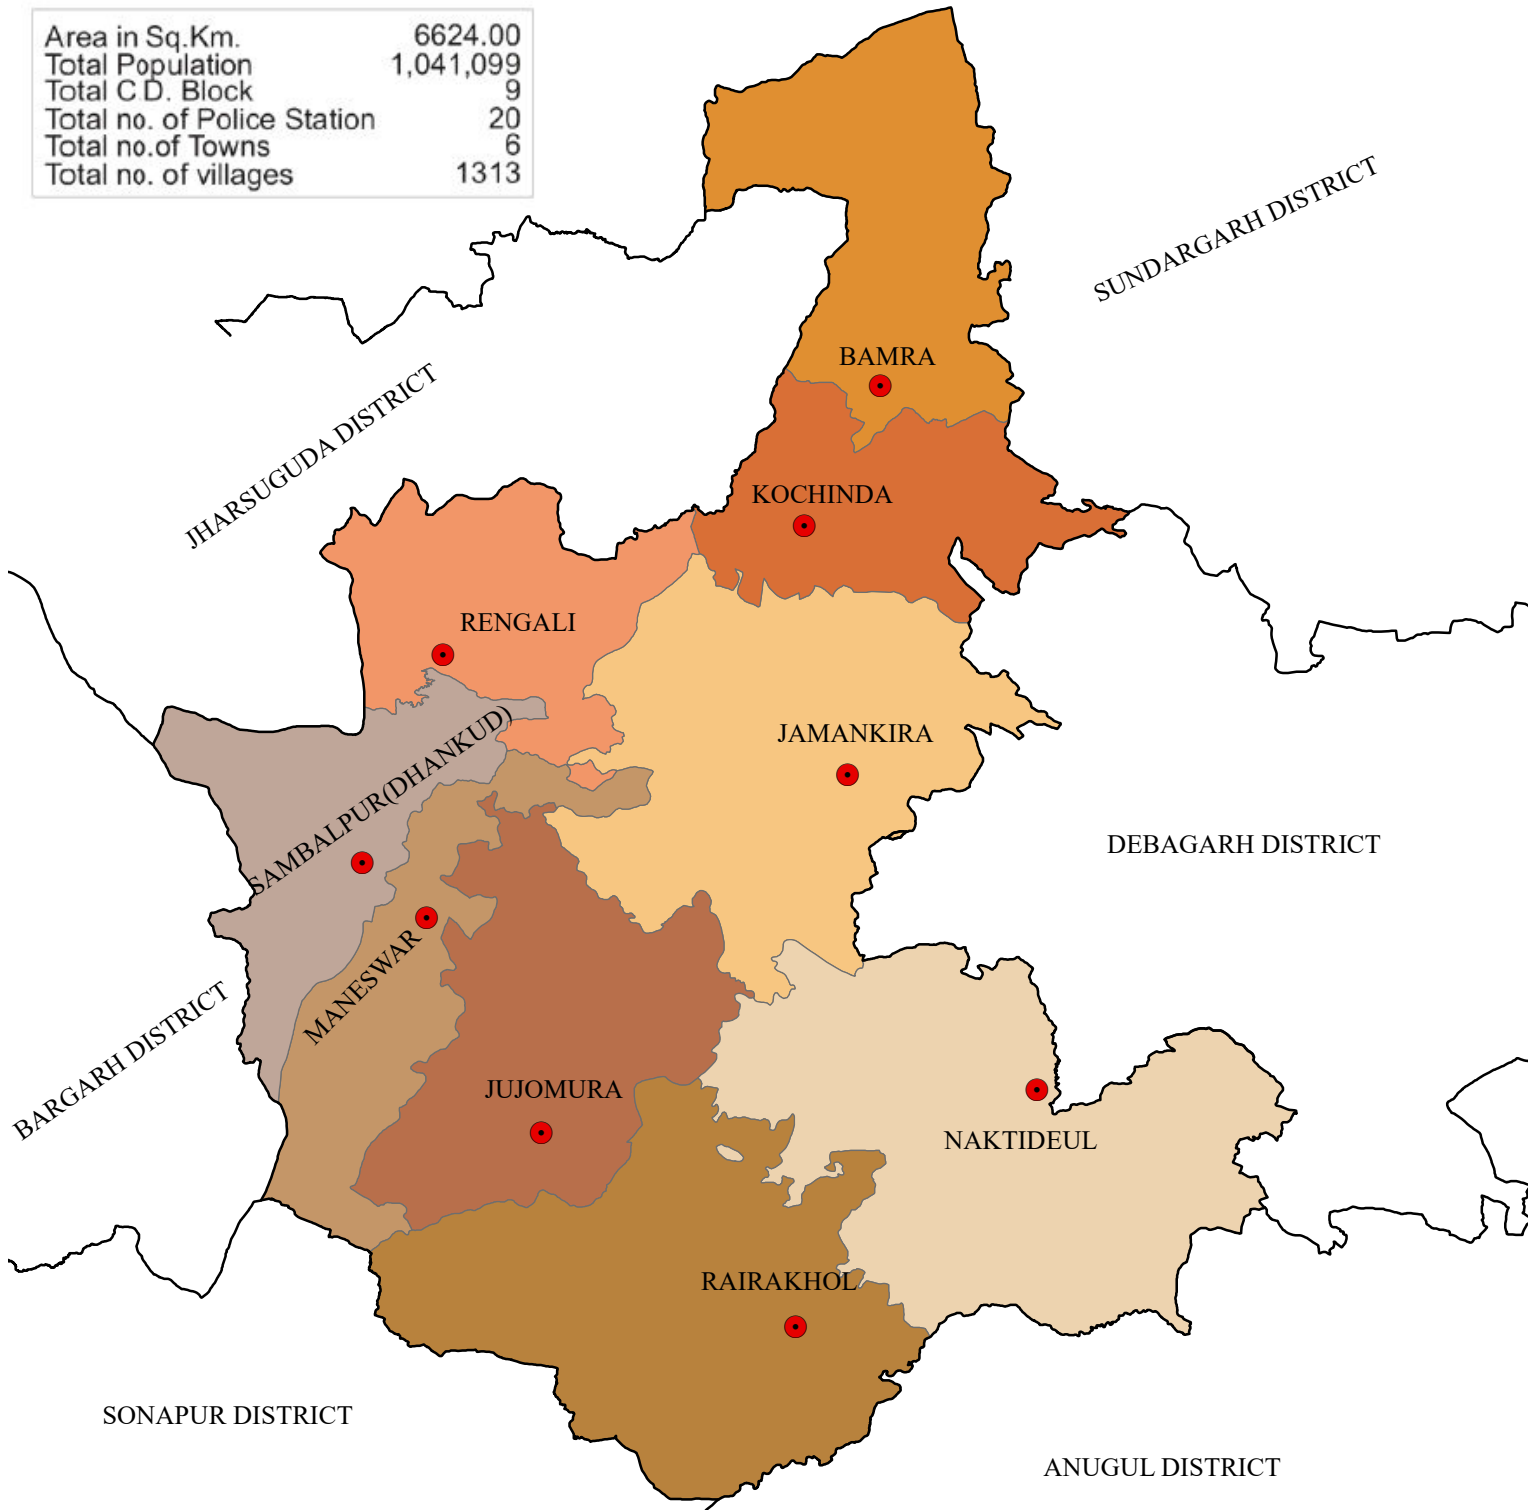 Area in Sq.Km. 6624.00
Total Population 1,041,099
Total C.D. Block 9
Total no. of Police Station 20
Total no.of Towns 6
Total no. of villages 1313
SUNDARGARH DISTRICT
BAMRA
JHARSUGUDA DISTRICT
KOCHINDA
RENGALI
JAMANKIRA
SAMBALPUR(DHANKUD)
DEBAGARH DISTRICT
MANESWAR
BARGARH DISTRICT
JUJOMURA
NAKTIDEUL
RAIRAKHOL
SONAPUR DISTRICT
ANUGUL DISTRICT